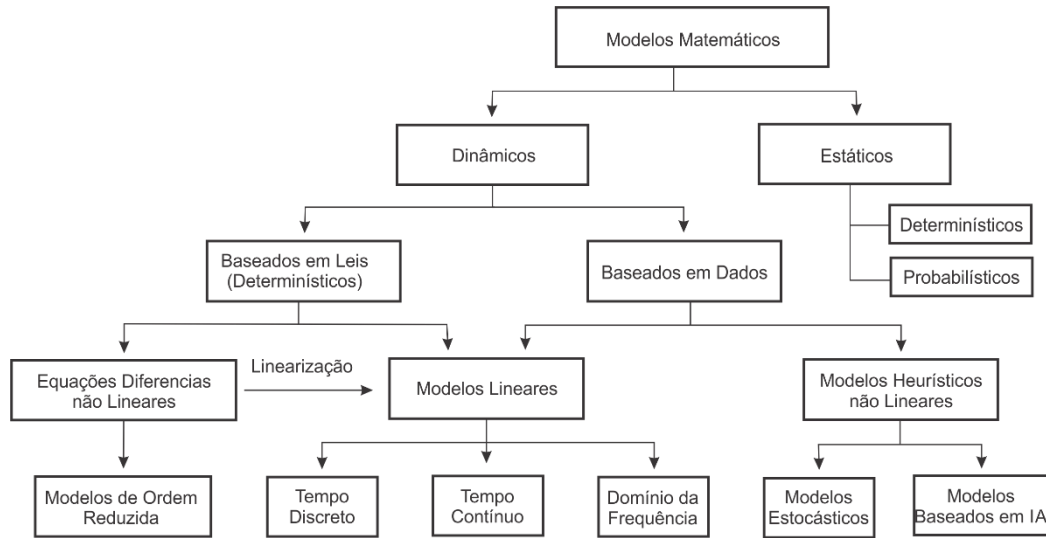 Modelos Matemáticos
Dinâmicos
Estáticos
Determinísticos
Probabilísticos
Baseados em Leis
(Determinísticos)
Baseados em Dados
Linearização
Equações Diferencias
não Lineares
Modelos Lineares
Modelos Heurísticos
não Lineares
Modelos de Ordem
Reduzida
Tempo
Discreto
Tempo
Contínuo
Domínio da
Frequência
Modelos
Estocásticos
Modelos
Baseados em IA